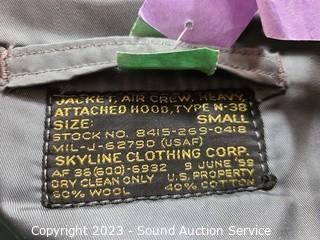 JACKET, AIR CREW, HEAVY,
ATTACHED HOOD, TYPE N-3B
SIZE: SMALL
STOCK NO. 8415-269-0418
MIL-J-6279D (USAF)
SKYLINE CLOTHING CORP.
AF 36(600)-6932 9 JUNE '59
DRY CLEAN ONLY U.S. PROPERTY
60% WOOL 40% COTTON
Copyright 2023 - Sound Auction Service